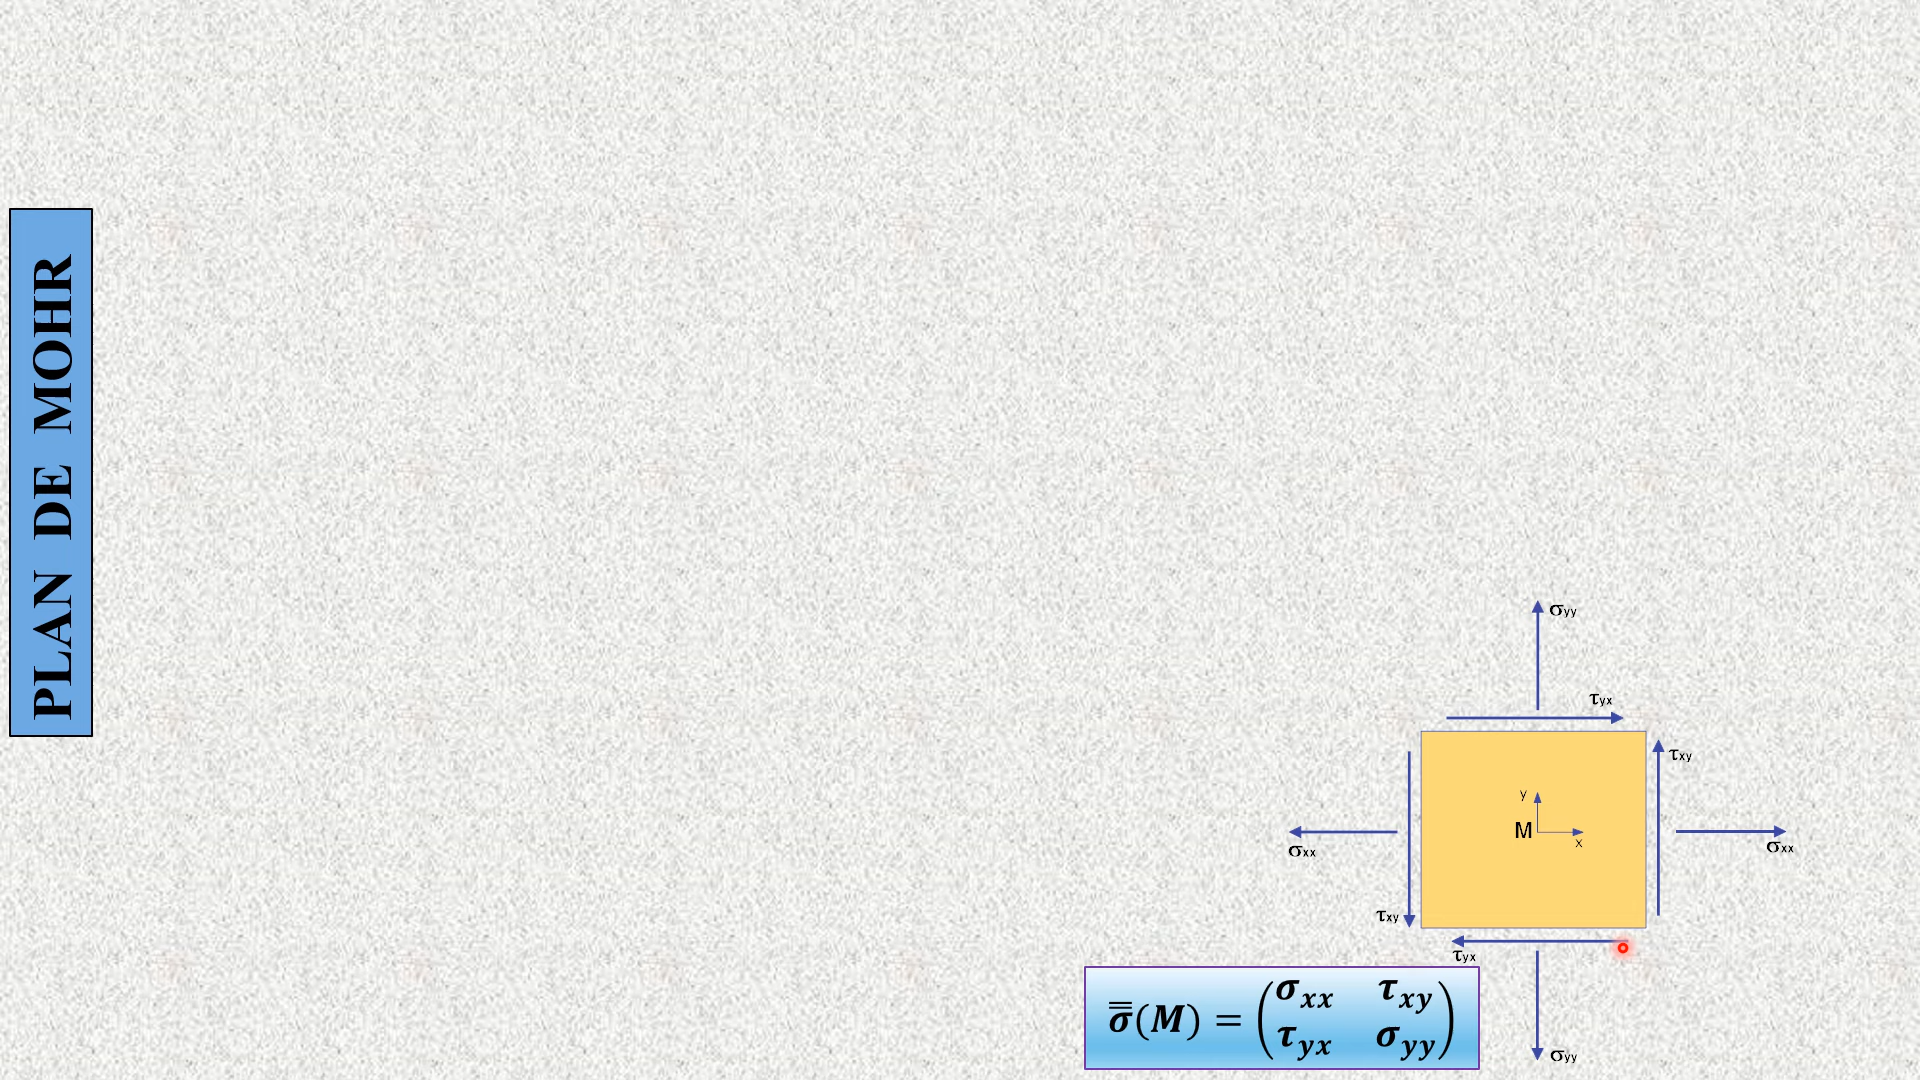 PLAN DE MOHR
σyy
τyx
τxy
y
M
x
σxx
σxx
τxy
τyx
σ̿(M) = (σxx τxy
τyx σyy)
σyy